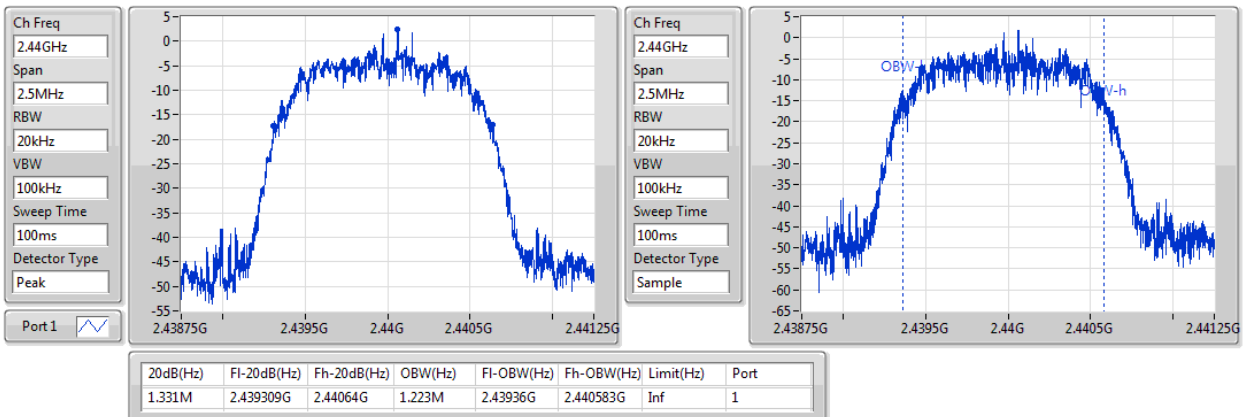 Ch Freq
2.44GHz
Span
2.5MHz
RBW
20kHz
VBW
100kHz
Sweep Time
100ms
Detector Type
Peak
Port 1
5
0
-5
-10
-15
-20
-25
-30
-35
-40
-45
-50
-55
2.43875G 2.4395G 2.44G 2.4405G 2.44125G
Ch Freq
2.44GHz
Span
2.5MHz
RBW
20kHz
VBW
100kHz
Sweep Time
100ms
Detector Type
Sample
5
0
-5
-10
-15
-20
-25
-30
-35
-40
-45
-50
-55
-60
-65
OBW-
OBW-h
2.43875G 2.4395G 2.44G 2.4405G 2.44125G
20dB(Hz) Fl-20dB(Hz) Fh-20dB(Hz) OBW(Hz) Fl-OBW(Hz) Fh-OBW(Hz) Limit(Hz) Port
1.331M 2.439309G 2.44064G 1.223M 2.43936G 2.440583G Inf 1